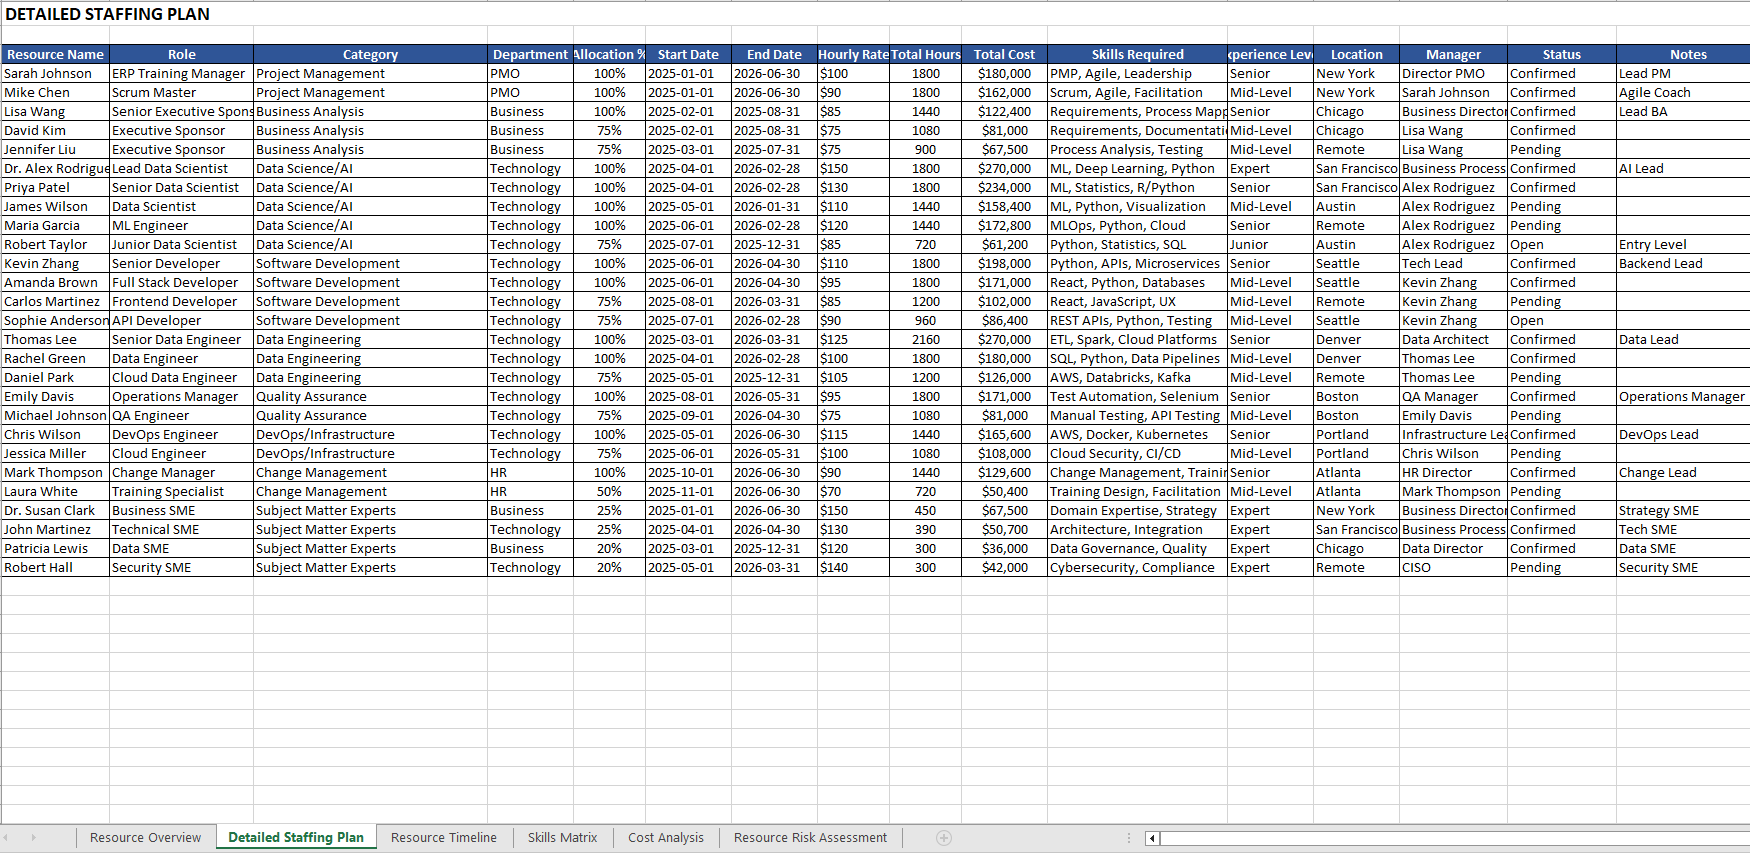 DETAILED STAFFING PLAN
Resource Name Role Category Department Allocation % Start Date End Date Hourly Rate Total Hours Total Cost Skills Required xperience Leve Location Manager Status Notes
Sarah Johnson ERP Training Manager Project Management PMO 100% 2025-01-01 2026-06-30 $100 1800 $180,000 PMP, Agile, Leadership Senior New York Director PMO Confirmed Lead PM
Mike Chen Scrum Master Project Management PMO 100% 2025-01-01 2026-06-30 $90 1800 $162,000 Scrum, Agile, Facilitation Mid-Level New York Sarah Johnson Confirmed Agile Coach
Lisa Wang Senior Executive Spons Business Analysis Business 100% 2025-02-01 2025-08-31 $85 1440 $122,400 Requirements, Process Mapp Senior Chicago Business Director Confirmed Lead BA
David Kim Executive Sponsor Business Analysis Business 75% 2025-02-01 2025-08-31 $75 1080 $81,000 Requirements, Documentati Mid-Level Chicago Lisa Wang Confirmed
Jennifer Liu Executive Sponsor Business Analysis Business 75% 2025-03-01 2025-07-31 $75 900 $67,500 Process Analysis, Testing Mid-Level Remote Lisa Wang Pending
Dr. Alex Rodrigue Lead Data Scientist Data Science/AI Technology 100% 2025-04-01 2026-02-28 $150 1800 $270,000 ML, Deep Learning, Python Expert San Francisco Business Process Confirmed AI Lead
Priya Patel Senior Data Scientist Data Science/AI Technology 100% 2025-04-01 2026-02-28 $130 1800 $234,000 ML, Statistics, R/Python Senior San Francisco Alex Rodriguez Confirmed
James Wilson Data Scientist Data Science/AI Technology 100% 2025-05-01 2026-01-31 $110 1440 $158,400 ML, Python, Visualization Mid-Level Austin Alex Rodriguez Pending
Maria Garcia ML Engineer Data Science/AI Technology 100% 2025-06-01 2026-02-28 $120 1440 $172,800 MLOps, Python, Cloud Senior Remote Alex Rodriguez Pending
Robert Taylor Junior Data Scientist Data Science/AI Technology 75% 2025-07-01 2025-12-31 $85 720 $61,200 Python, Statistics, SQL Junior Austin Alex Rodriguez Open Entry Level
Kevin Zhang Senior Developer Software Development Technology 100% 2025-06-01 2026-04-30 $110 1800 $198,000 Python, APIs, Microservices Senior Seattle Tech Lead Confirmed Backend Lead
Amanda Brown Full Stack Developer Software Development Technology 100% 2025-06-01 2026-04-30 $95 1800 $171,000 React, Python, Databases Mid-Level Seattle Kevin Zhang Confirmed
Carlos Martinez Frontend Developer Software Development Technology 75% 2025-08-01 2026-03-31 $85 1200 $102,000 React, JavaScript, UX Mid-Level Remote Kevin Zhang Pending
Sophie Anderson API Developer Software Development Technology 75% 2025-07-01 2026-02-28 $90 960 $86,400 REST APIs, Python, Testing Mid-Level Seattle Kevin Zhang Open
Thomas Lee Senior Data Engineer Data Engineering Technology 100% 2025-03-01 2026-03-31 $125 2160 $270,000 ETL, Spark, Cloud Platforms Senior Denver Data Architect Confirmed Data Lead
Rachel Green Data Engineer Data Engineering Technology 100% 2025-04-01 2026-02-28 $100 1800 $180,000 SQL, Python, Data Pipelines Mid-Level Denver Thomas Lee Confirmed
Daniel Park Cloud Data Engineer Data Engineering Technology 75% 2025-05-01 2025-12-31 $105 1200 $126,000 AWS, Databricks, Kafka Mid-Level Remote Thomas Lee Pending
Emily Davis Operations Manager Quality Assurance Technology 100% 2025-08-01 2026-05-31 $95 1800 $171,000 Test Automation, Selenium Senior Boston QA Manager Confirmed Operations Manager
Michael Johnson QA Engineer Quality Assurance Technology 75% 2025-09-01 2026-04-30 $75 1080 $81,000 Manual Testing, API Testing Mid-Level Boston Emily Davis Pending
Chris Wilson DevOps Engineer DevOps/Infrastructure Technology 100% 2025-05-01 2026-06-30 $115 1440 $165,600 AWS, Docker, Kubernetes Senior Portland Infrastructure Lea Confirmed DevOps Lead
Jessica Miller Cloud Engineer DevOps/Infrastructure Technology 75% 2025-06-01 2026-05-31 $100 1080 $108,000 Cloud Security, CI/CD Mid-Level Portland Chris Wilson Pending
Mark Thompson Change Manager Change Management HR 100% 2025-10-01 2026-06-30 $90 1440 $129,600 Change Management, Trainin Senior Atlanta HR Director Confirmed Change Lead
Laura White Training Specialist Change Management HR 50% 2025-11-01 2026-06-30 $70 720 $50,400 Training Design, Facilitation Mid-Level Atlanta Mark Thompson Pending
Dr. Susan Clark Business SME Subject Matter Experts Business 25% 2025-01-01 2026-06-30 $150 450 $67,500 Domain Expertise, Strategy Expert New York Business Director Confirmed Strategy SME
John Martinez Technical SME Subject Matter Experts Technology 25% 2025-04-01 2026-04-30 $130 390 $50,700 Architecture, Integration Expert San Francisco Business Process Confirmed Tech SME
Patricia Lewis Data SME Subject Matter Experts Business 20% 2025-03-01 2025-12-31 $120 300 $36,000 Data Governance, Quality Expert Chicago Data Director Confirmed Data SME
Robert Hall Security SME Subject Matter Experts Technology 20% 2025-05-01 2026-03-31 $140 300 $42,000 Cybersecurity, Compliance Expert Remote CISO Pending Security SME
Resource Overview Detailed Staffing Plan Resource Timeline Skills Matrix Cost Analysis Resource Risk Assessment